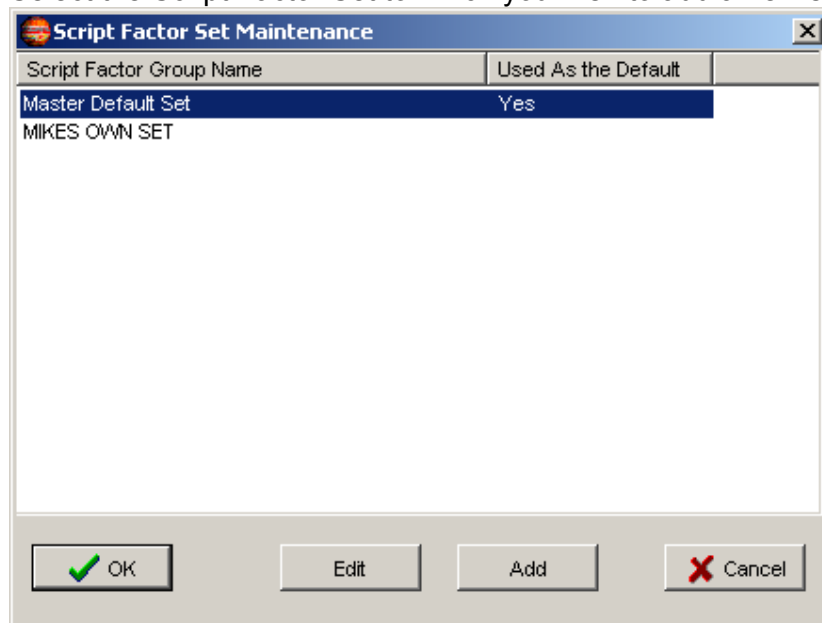 Script Factor Set Maintenance
Script Factor Group Name Used As the Default
Master Default Set Yes
MIKES OWN SET
OK Edit Add Cancel